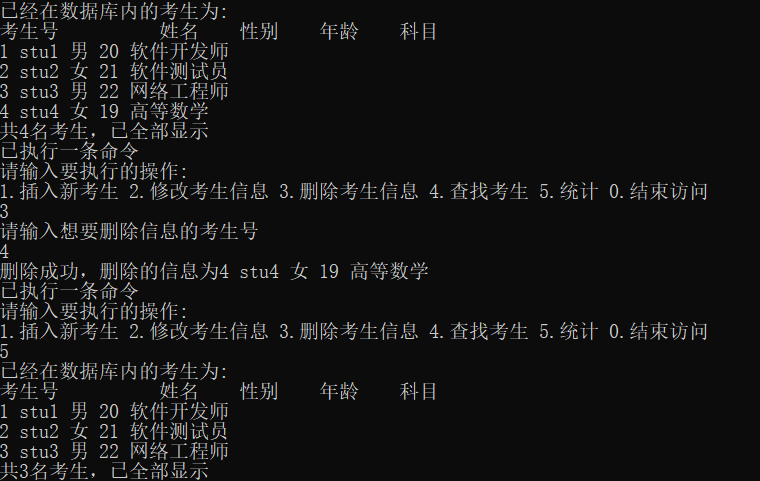 已经在数据库内的考生为:
考生号 姓名 性别 年龄 科目
1 stu1 男 20 软件开发师
2 stu2 女 21 软件测试员
3 stu3 男 22 网络工程师
4 stu4 女 19 高等数学
共4名考生，已全部显示
已执行一条命令
请输入要执行的操作:
1.插入新考生 2.修改考生信息 3.删除考生信息 4.查找考生 5.统计 0.结束访问
3
请输入想要删除信息的考生号
4
删除成功，删除的信息为4 stu4 女 19 高等数学
已执行一条命令
请输入要执行的操作:
1.插入新考生 2.修改考生信息 3.删除考生信息 4.查找考生 5.统计 0.结束访问
5
已经在数据库内的考生为:
考生号 姓名 性别 年龄 科目
1 stu1 男 20 软件开发师
2 stu2 女 21 软件测试员
3 stu3 男 22 网络工程师
共3名考生，已全部显示